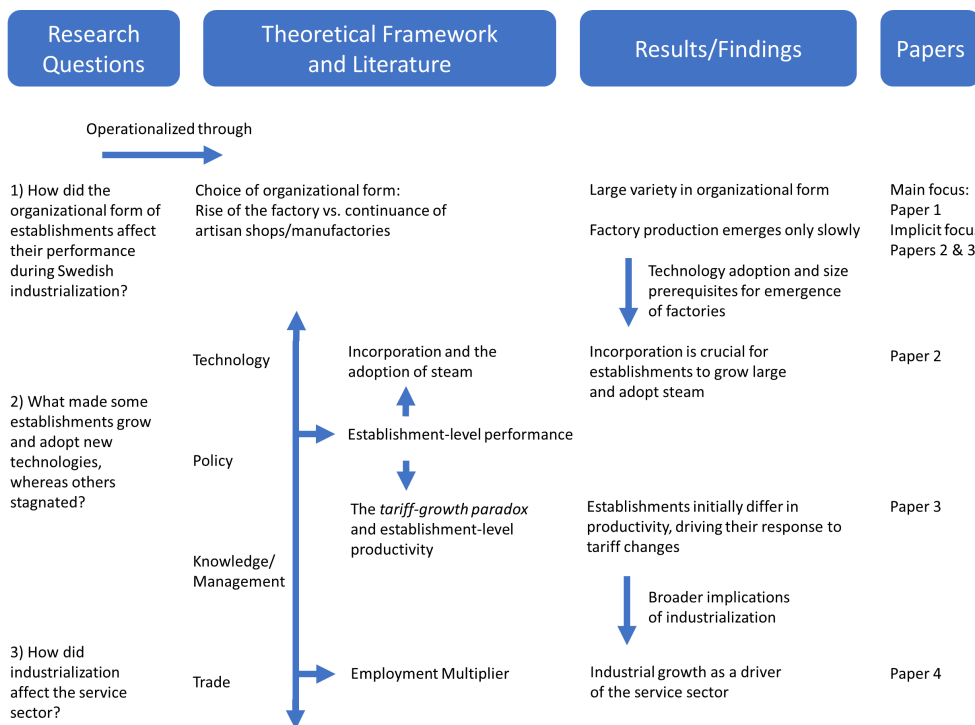 Research
Questions
Theoretical Framework
and Literature
Results/Findings
Papers
Operationalized through
1) How did the
organizational form of
establishments affect
their performance
during Swedish
industrialization?
Choice of organizational form:
Rise of the factory vs. continuance of
artisan shops/manufactories
Large variety in organizational form
Factory production emerges only slowly
Main focus:
Paper 1
Implicit focu
Papers 2 & 3
Technology adoption and size
prerequisites for emergence
of factories
Technology
Incorporation and the
adoption of steam
Incorporation is crucial for
establishments to grow large
and adopt steam
Paper 2
2) What made some
establishments grow
and adopt new
technologies,
whereas others
stagnated?
Establishment-level performance
Policy
The tariff-growth paradox
and establishment-level
productivity
Establishments initially differ in
productivity, driving their response to
tariff changes
Paper 3
Knowledge/
Management
Broader implications
of industrialization
3) How did
industrialization
affect the service
sector?
Trade
Employment Multiplier
Industrial growth as a driver
of the service sector
Paper 4